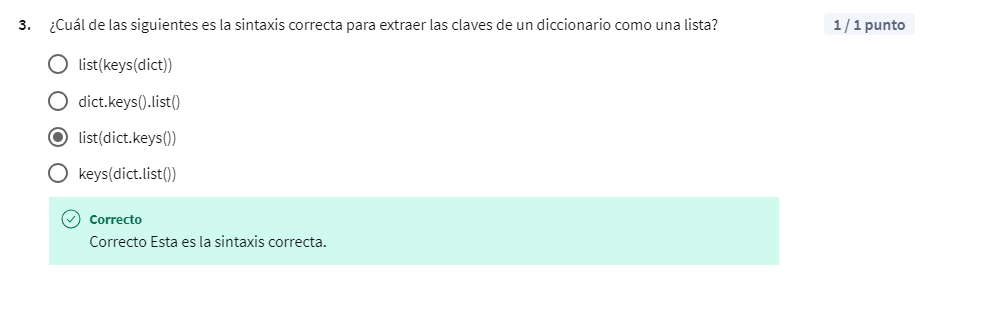 3. ¿Cuál de las siguientes es la sintaxis correcta para extraer las claves de un diccionario como una lista?
1 / 1 punto
list(keys(dict))
dict.keys().list()
list(dict.keys())
keys(dict.list())
Correcto
Correcto Esta es la sintaxis correcta.